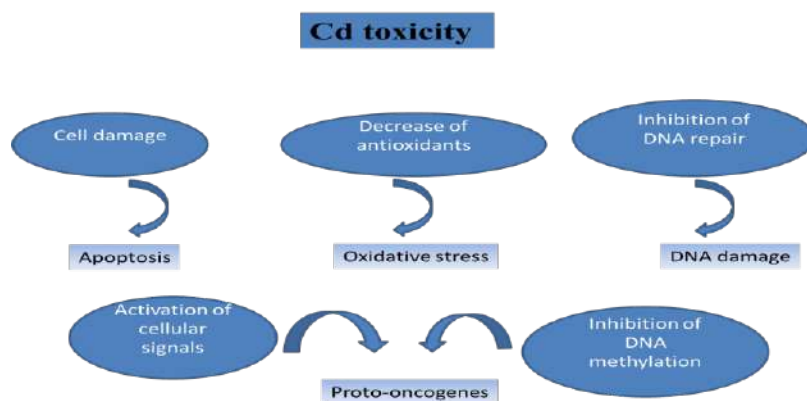 Cd toxicity
Cell damage
Decrease of
antioxidants
Inhibition of
DNA repair
Apoptosis
Oxidative stress
DNA damage
Activation of
cellular
signals
Inhibition of
DNA
methylation
Proto-oncogenes